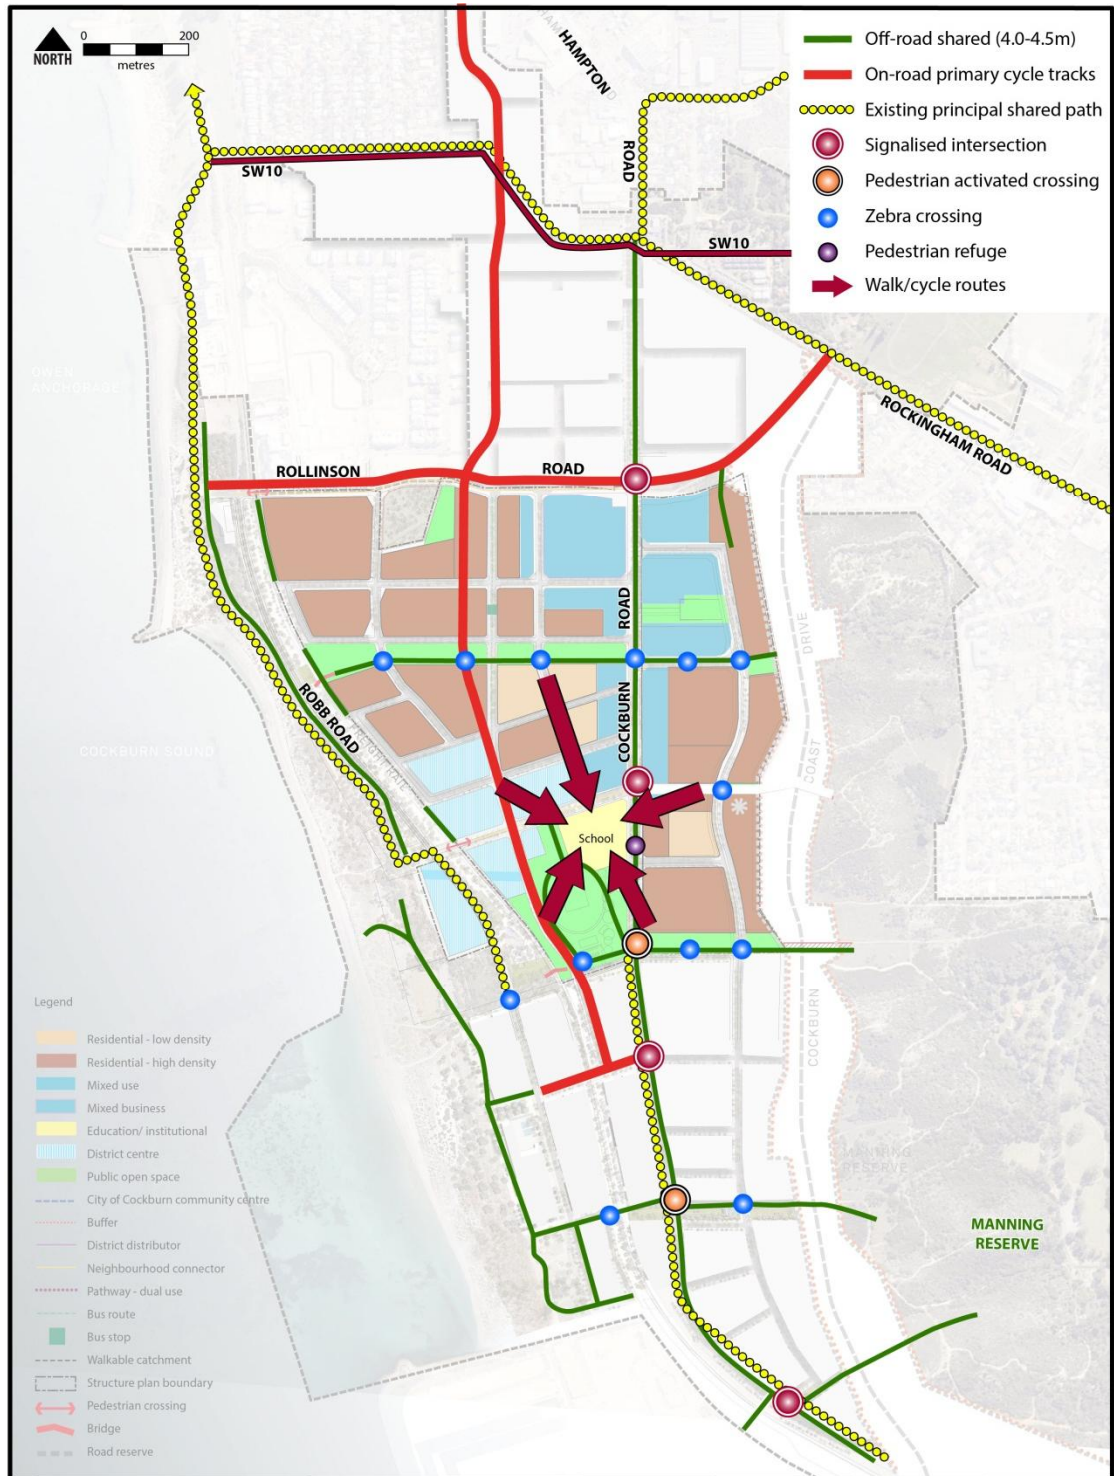 NORTH
0
200
metres
HAMPTON
HAMPTON
ROAD
Off-road shared (4.0-4.5m)
On-road primary cycle tracks
Existing principal shared path
Signalised intersection
Pedestrian activated crossing
Zebra crossing
Pedestrian refuge
Walk/cycle routes
SW10
SW10
OWEN
ANCHORAGE
ROCKINGHAM ROAD
ROLLINSON
ROAD
ROAD
COCKBURN
ROBB ROAD
DRIVE
COAST
COCKBURN
COCKBURN SOUND
School
MANNING
RESERVE
MANNING
RESERVE
Legend
Residential - low density
Residential - high density
Mixed use
Mixed business
Education/ institutional
District centre
Public open space
City of Cockburn community centre
Buffer
District distributor
Neighbourhood connector
Pathway - dual use
Bus route
Bus stop
Walkable catchment
Structure plan boundary
Pedestrian crossing
Bridge
Road reserve